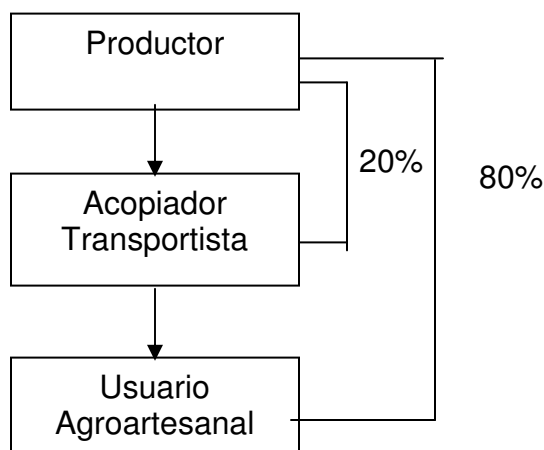 Productor
20%
80%
Acopiador
Transportista
Usuario
Agroartesanal